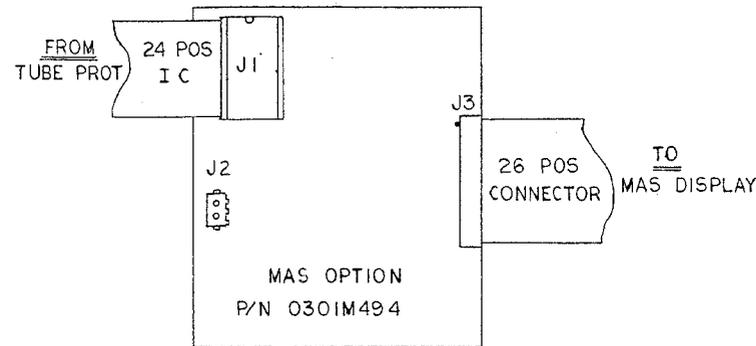 FROM
TUBE PROT
24 POS
I C
J1
J3
J2
26 POS
CONNECTOR
TO
MAS DISPLAY
MAS OPTION
P/N 0301M494